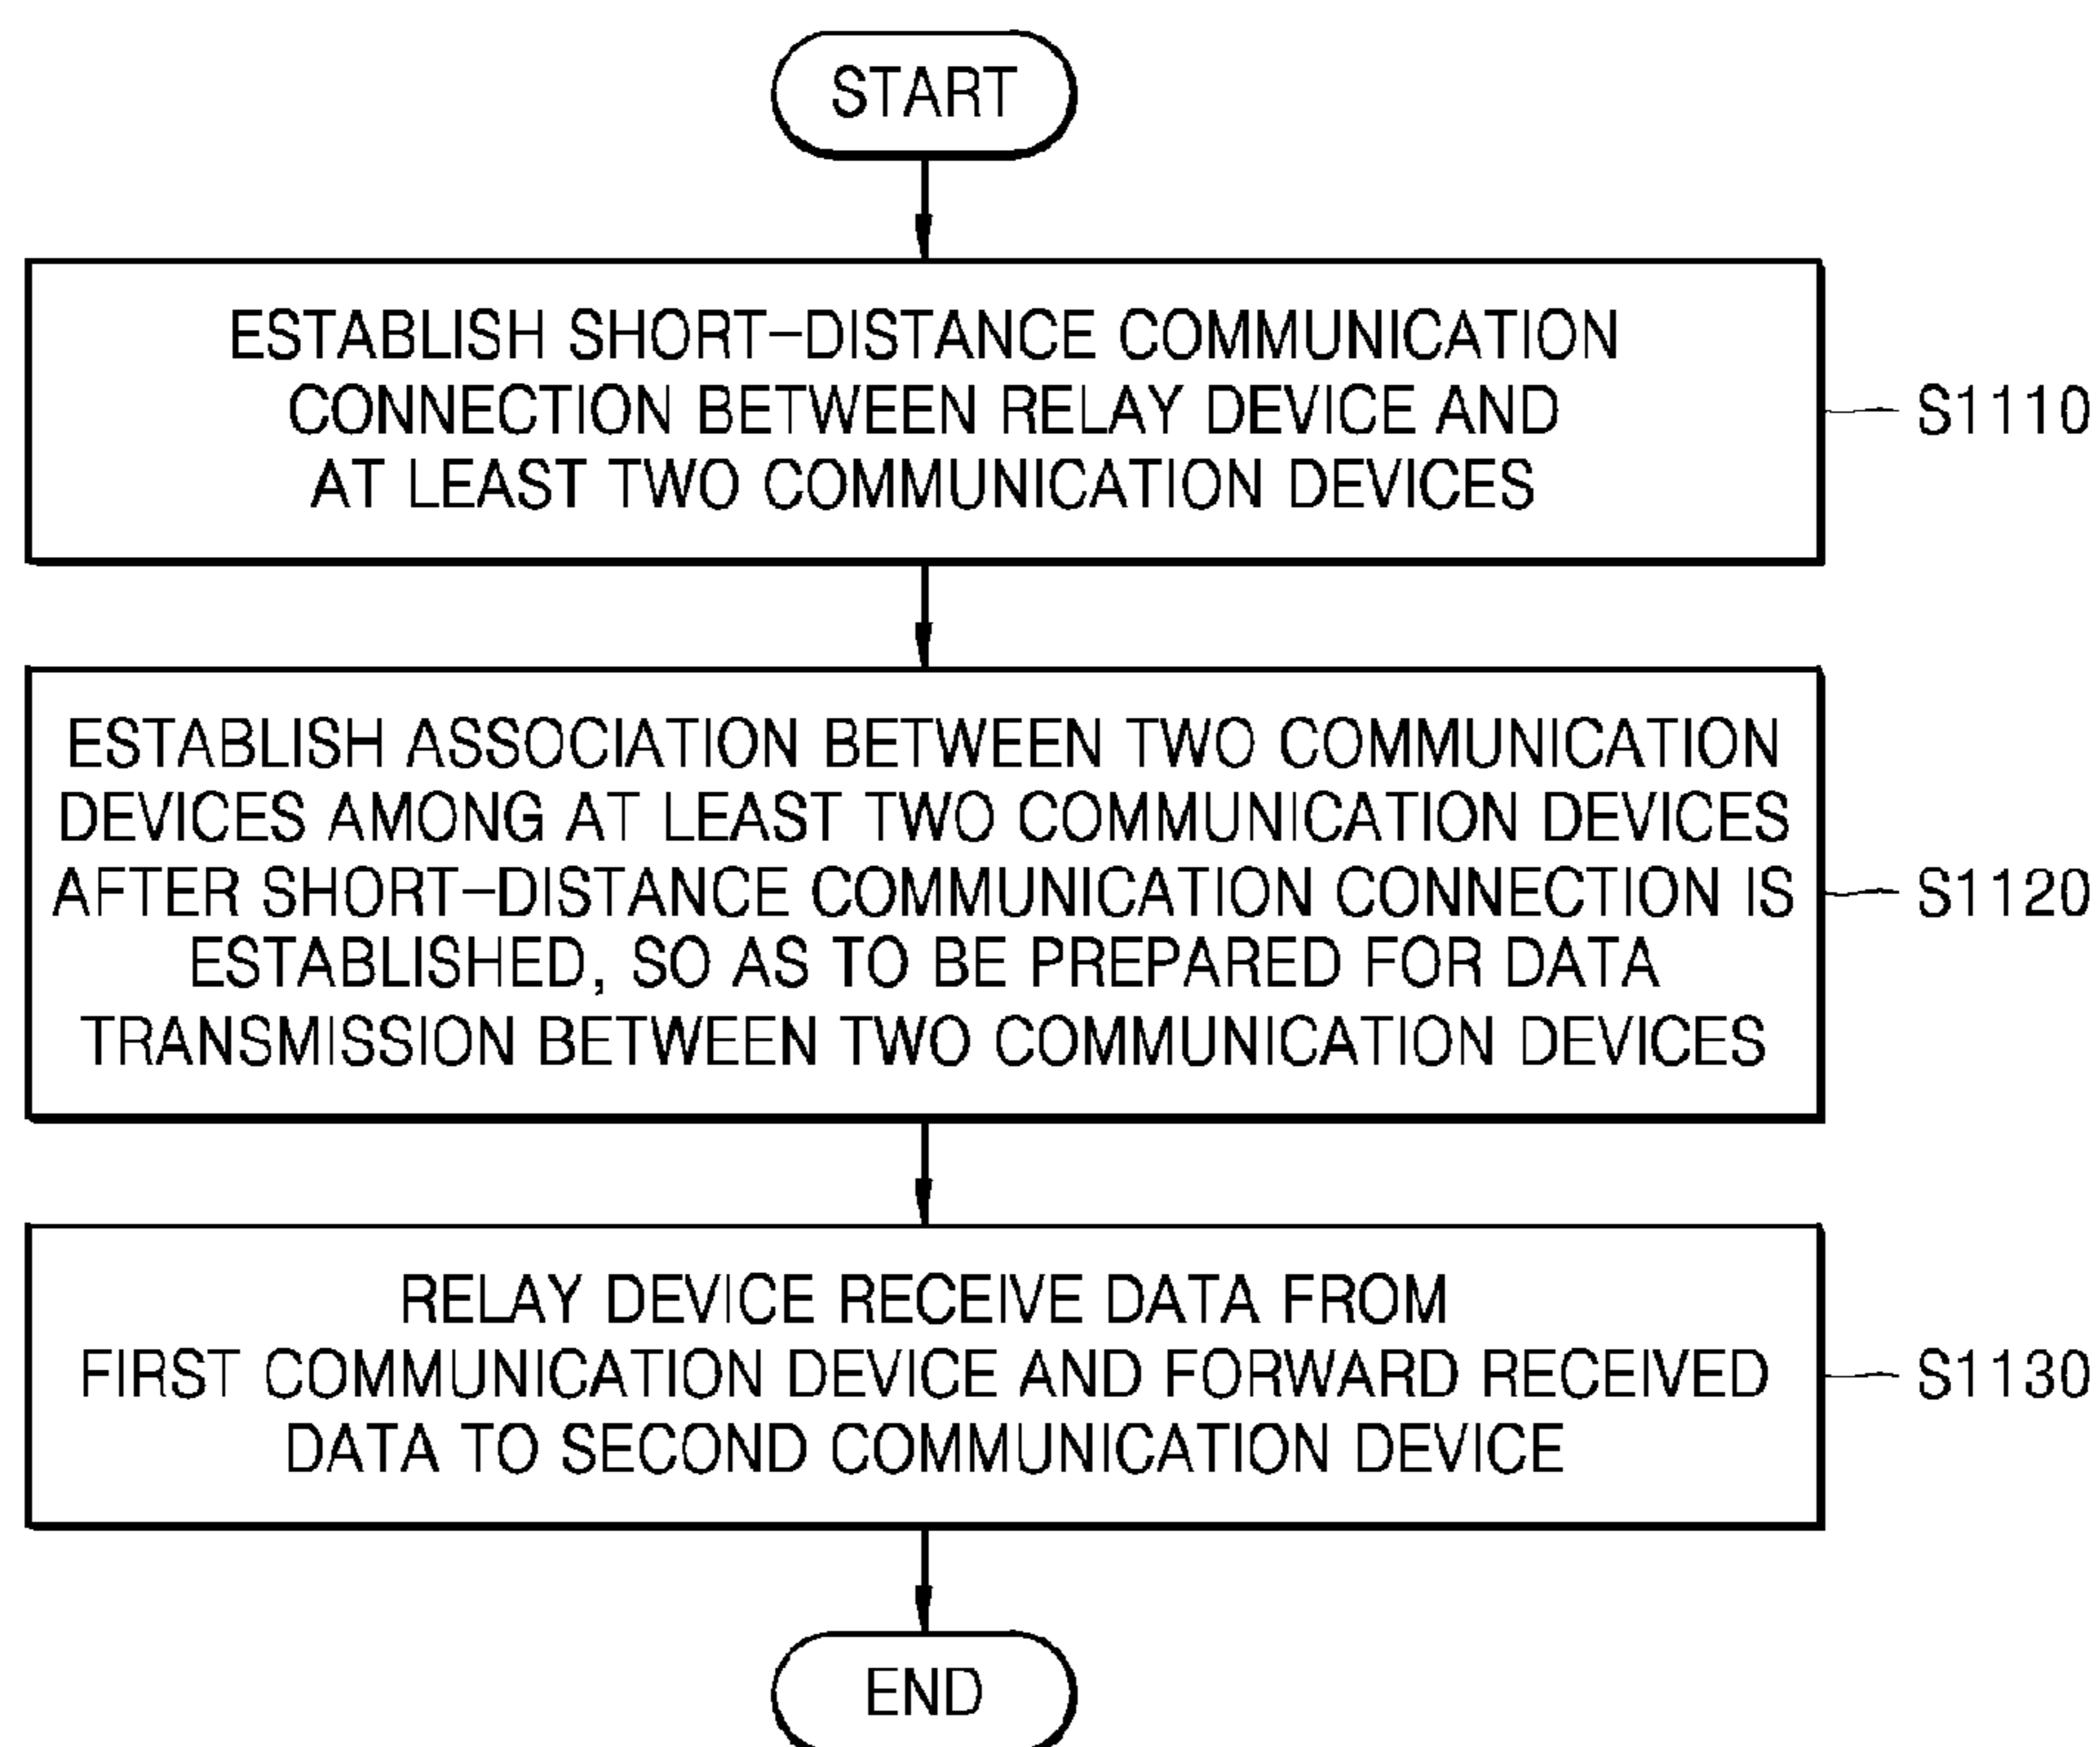 START
ESTABLISH SHORT-DISTANCE COMMUNICATION
CONNECTION BETWEEN RELAY DEVICE AND
AT LEAST TWO COMMUNICATION DEVICES
S1110
ESTABLISH ASSOCIATION BETWEEN TWO COMMUNICATION
DEVICES AMONG AT LEAST TWO COMMUNICATION DEVICES
AFTER SHORT-DISTANCE COMMUNICATION CONNECTION IS
ESTABLISHED, SO AS TO BE PREPARED FOR DATA
TRANSMISSION BETWEEN TWO COMMUNICATION DEVICES
S1120
RELAY DEVICE RECEIVE DATA FROM
FIRST COMMUNICATION DEVICE AND FORWARD RECEIVED
DATA TO SECOND COMMUNICATION DEVICE
S1130
END